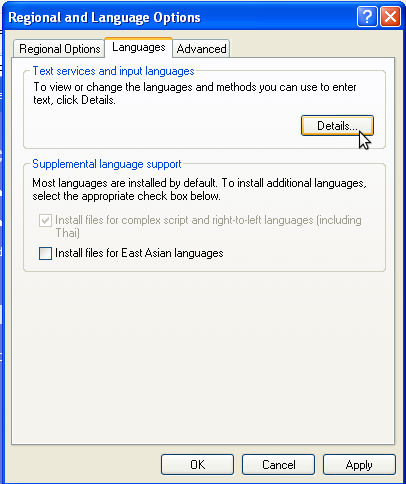 Regional and Language Options
Regional Options
Languages
Advanced
Text services and input languages
To view or change the languages and methods you can use to enter
text, click Details.
Details...
Supplemental language support
Most languages are installed by default. To install additional languages,
select the appropriate check box below.
Install files for complex script and right-to-left languages (including
Thai)
Install files for East Asian languages
OK
Cancel
Apply